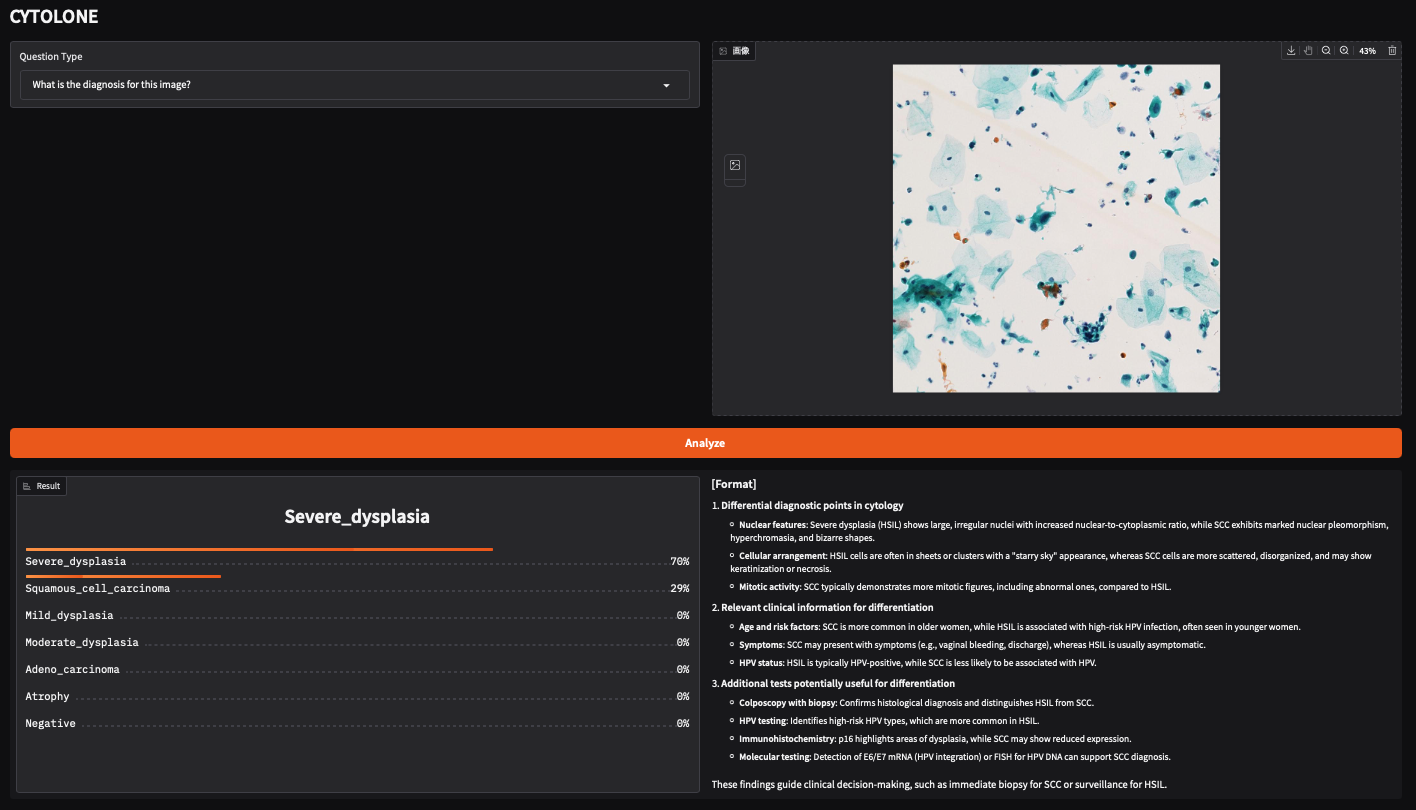 CYTOLONE
Question Type
What is the diagnosis for this image?
画像
43%
Analyze
Result
Severe_dysplasia
Severe_dysplasia 70%
Squamous_cell_carcinoma 29%
Mild_dysplasia 0%
Moderate_dysplasia 0%
Adeno_carcinoma 0%
Atrophy 0%
Negative 0%
[Format]
1. Differential diagnostic points in cytology
Nuclear features: Severe dysplasia (HSIL) shows large, irregular nuclei with increased nuclear-to-cytoplasmic ratio, while SCC exhibits marked nuclear pleomorphism,
hyperchromasia, and bizarre shapes.
Cellular arrangement: HSIL cells are often in sheets or clusters with a "starry sky" appearance, whereas SCC cells are more scattered, disorganized, and may show
keratinization or necrosis.
Mitotic activity: SCC typically demonstrates more mitotic figures, including abnormal ones, compared to HSIL.
2. Relevant clinical information for differentiation
Age and risk factors: SCC is more common in older women, while HSIL is associated with high-risk HPV infection, often seen in younger women.
Symptoms: SCC may present with symptoms (e.g., vaginal bleeding, discharge), whereas HSIL is usually asymptomatic.
HPV status: HSIL is typically HPV-positive, while SCC is less likely to be associated with HPV.
3. Additional tests potentially useful for differentiation
Colposcopy with biopsy: Confirms histological diagnosis and distinguishes HSIL from SCC.
HPV testing: Identifies high-risk HPV types, which are more common in HSIL.
Immunohistochemistry: p16 highlights areas of dysplasia, while SCC may show reduced expression.
Molecular testing: Detection of E6/E7 mRNA (HPV integration) or FISH for HPV DNA can support SCC diagnosis.
These findings guide clinical decision-making, such as immediate biopsy for SCC or surveillance for HSIL.